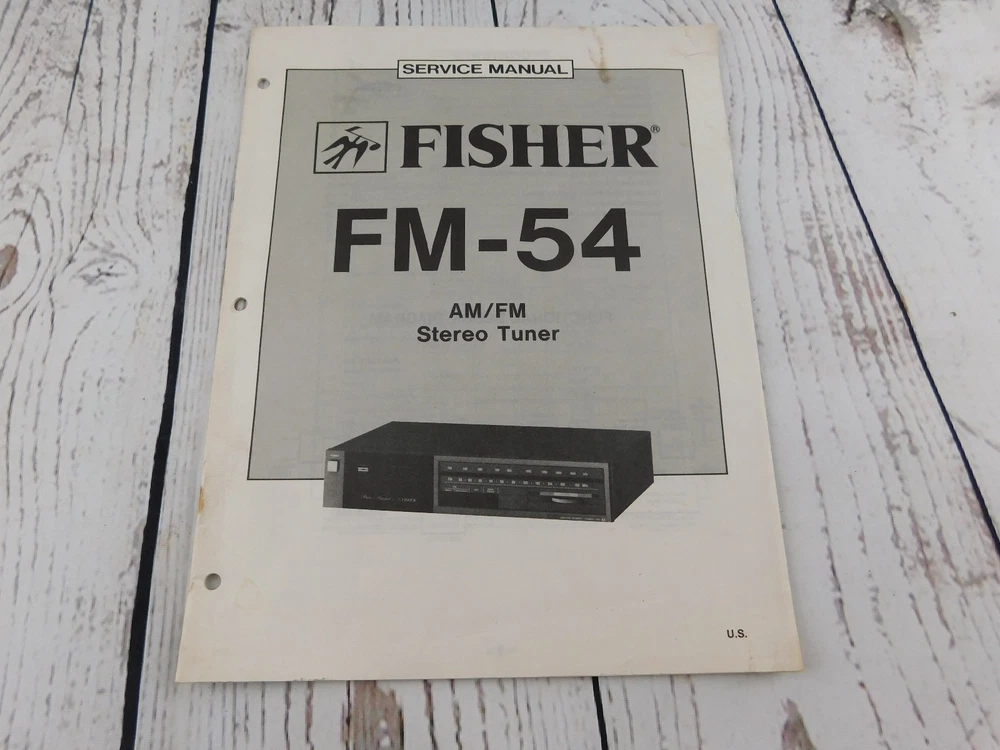 SERVICE MANUAL
FISHER®
FM-54
AM/FM
Stereo Tuner
U.S.